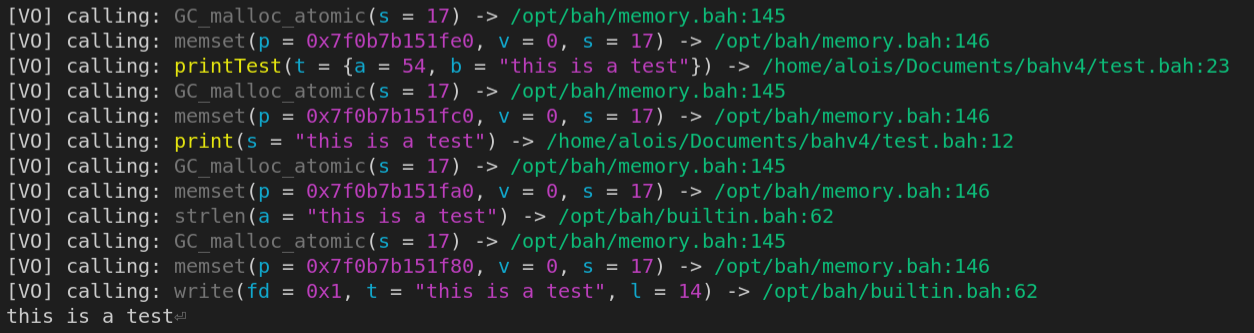 [VO] calling: GC_malloc_atomic(s = 17) -> /opt/bah/memory.bah:145
[VO] calling: memset(p = 0x7f0b7b151fe0, v = 0, s = 17) -> /opt/bah/memory.bah:146
[VO] calling: printTest(t = {a = 54, b = "this is a test"}) -> /home/alois/Documents/bahv4/test.bah:23
[VO] calling: GC_malloc_atomic(s = 17) -> /opt/bah/memory.bah:145
[VO] calling: memset(p = 0x7f0b7b151fc0, v = 0, s = 17) -> /opt/bah/memory.bah:146
[VO] calling: print(s = "this is a test") -> /home/alois/Documents/bahv4/test.bah:12
[VO] calling: GC_malloc_atomic(s = 17) -> /opt/bah/memory.bah:145
[VO] calling: memset(p = 0x7f0b7b151fa0, v = 0, s = 17) -> /opt/bah/memory.bah:146
[VO] calling: strlen(a = "this is a test") -> /opt/bah/builtin.bah:62
[VO] calling: GC_malloc_atomic(s = 17) -> /opt/bah/memory.bah:145
[VO] calling: memset(p = 0x7f0b7b151f80, v = 0, s = 17) -> /opt/bah/memory.bah:146
[VO] calling: write(fd = 0x1, t = "this is a test", l = 14) -> /opt/bah/builtin.bah:62
this is a test⏎